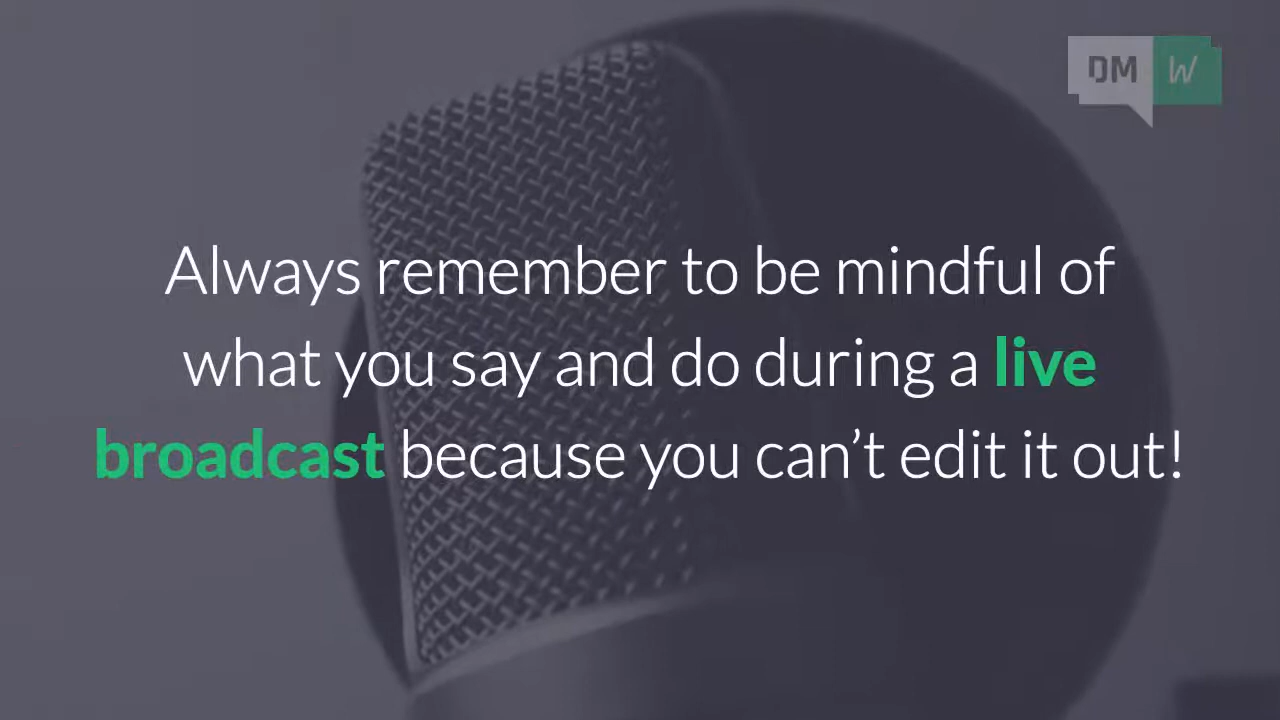 DM W
Always remember to be mindful of
what you say and do during a live
broadcast because you can’t edit it out!